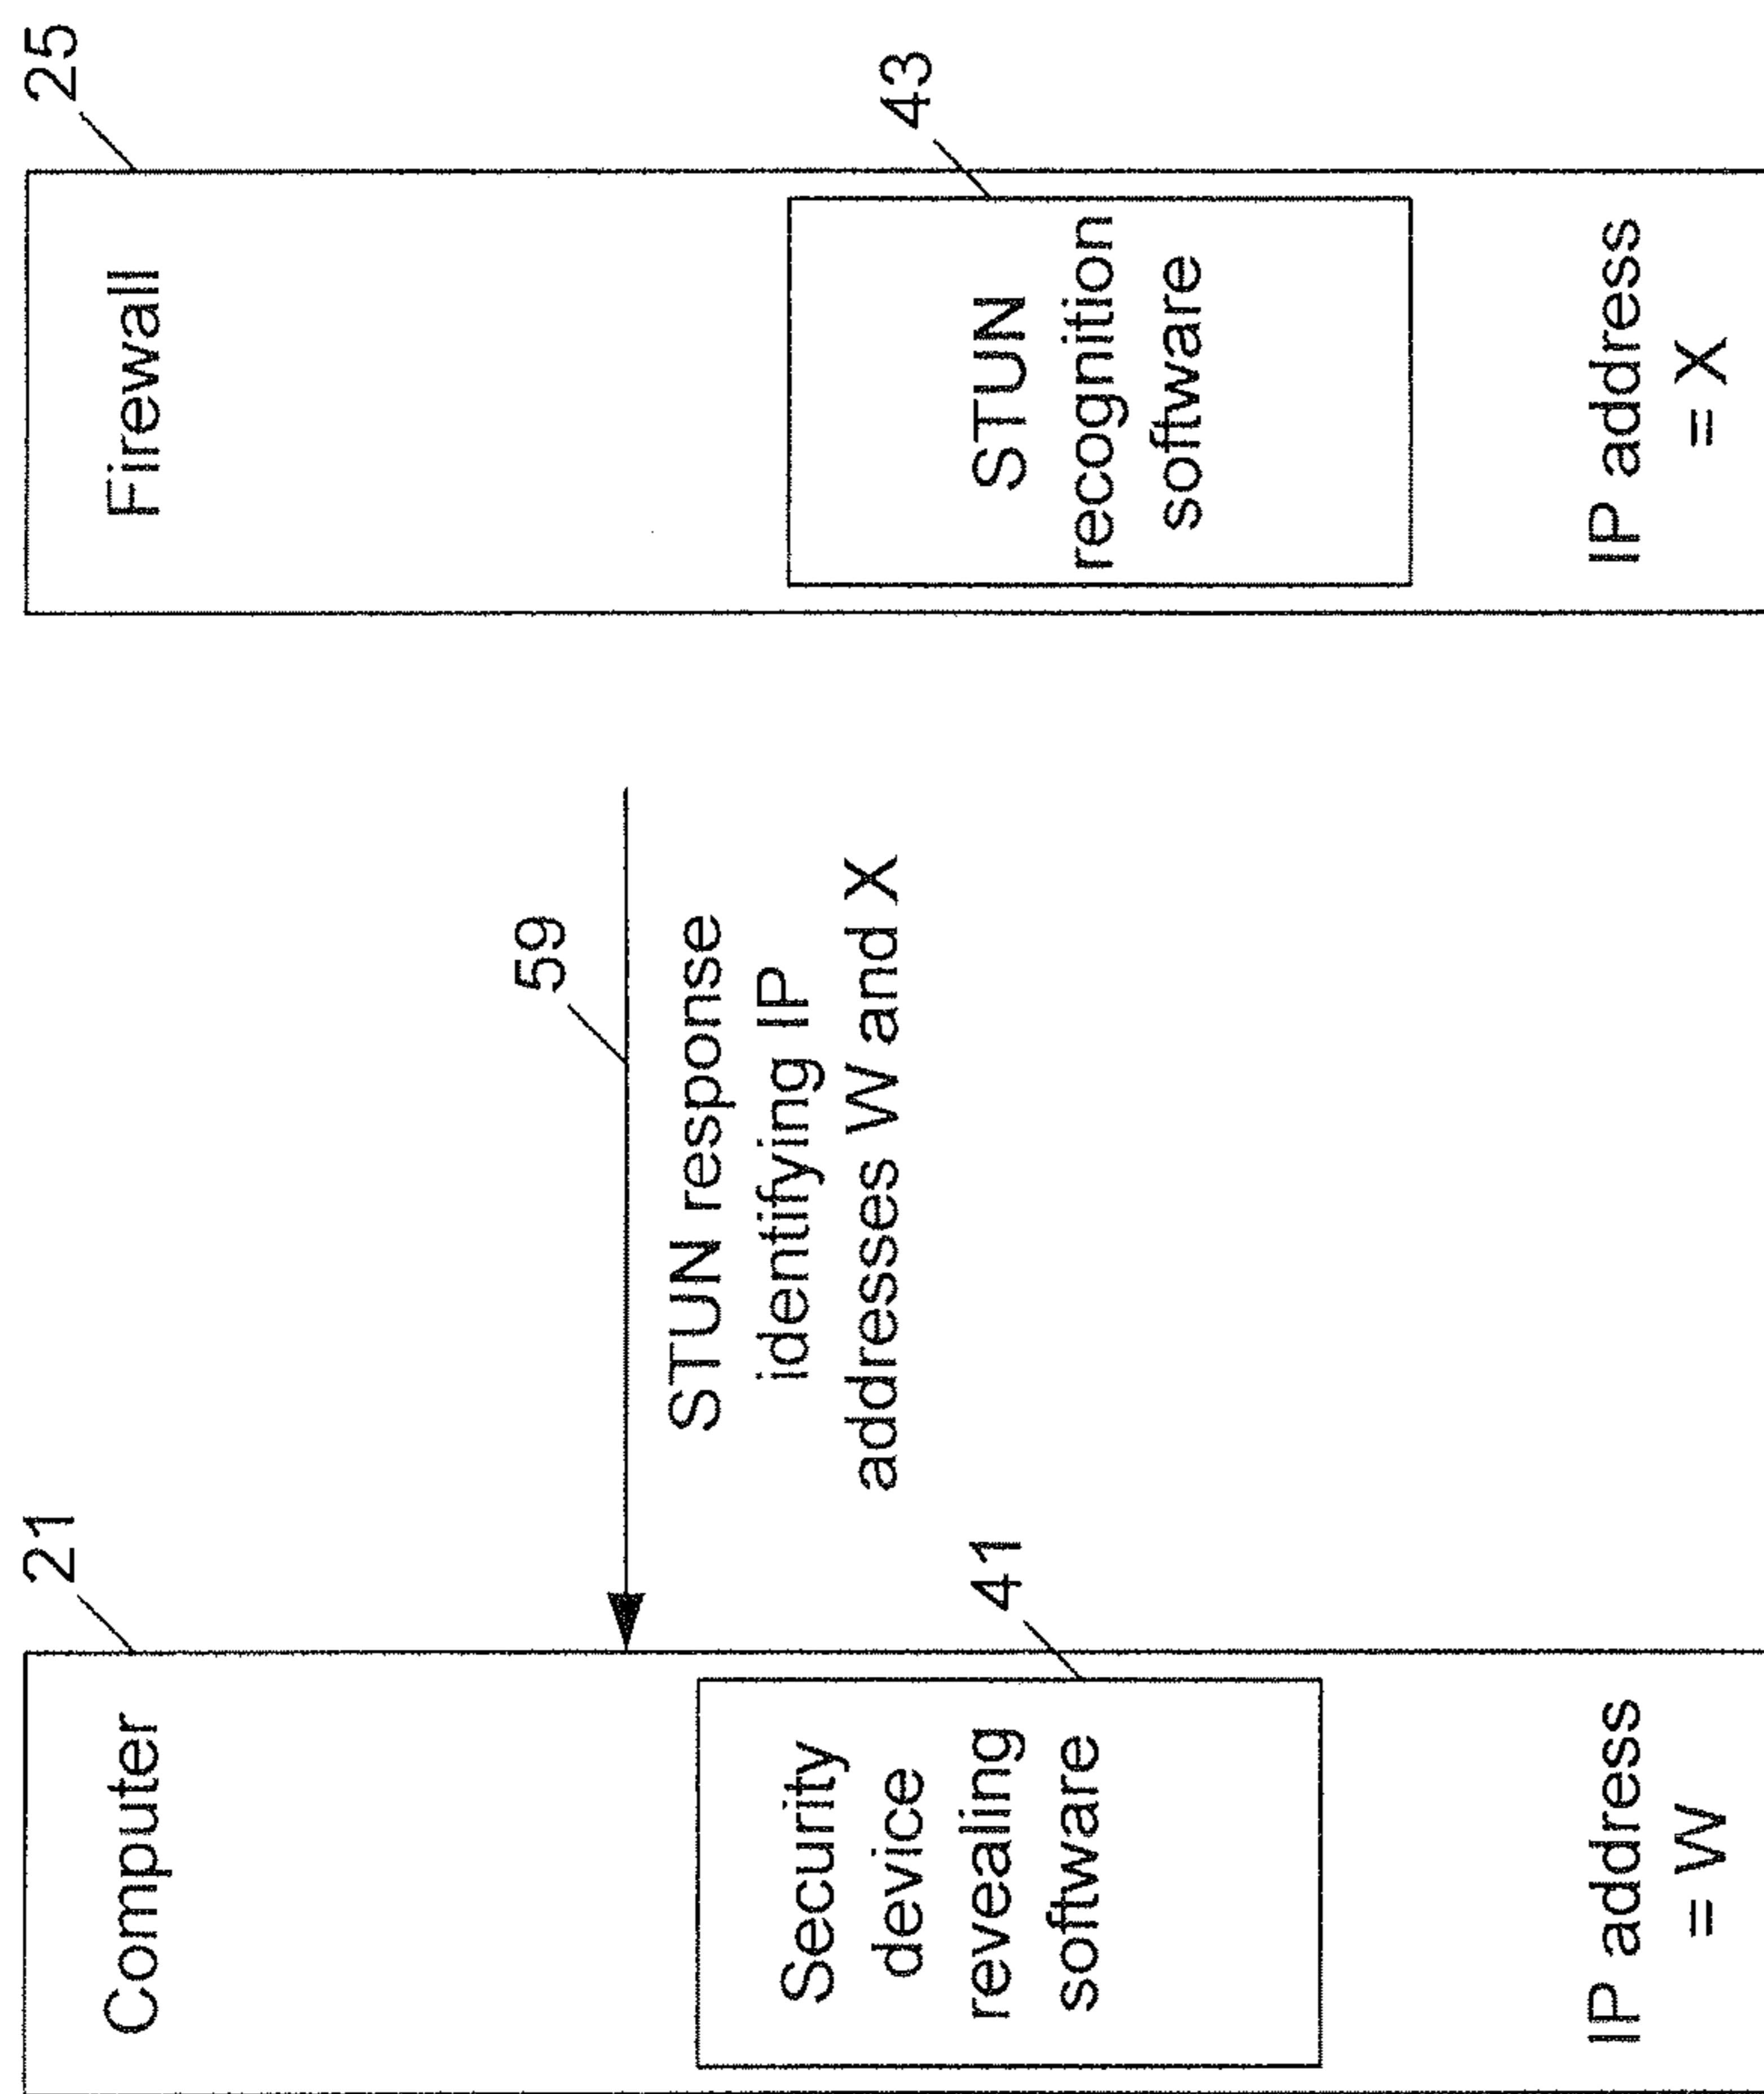 21
Computer
Security
device
revealing
software
41
IP address
= W
59
STUN response
identifying IP
addresses W and X
25
Firewall
43
STUN
recognition
software
IP address
= X